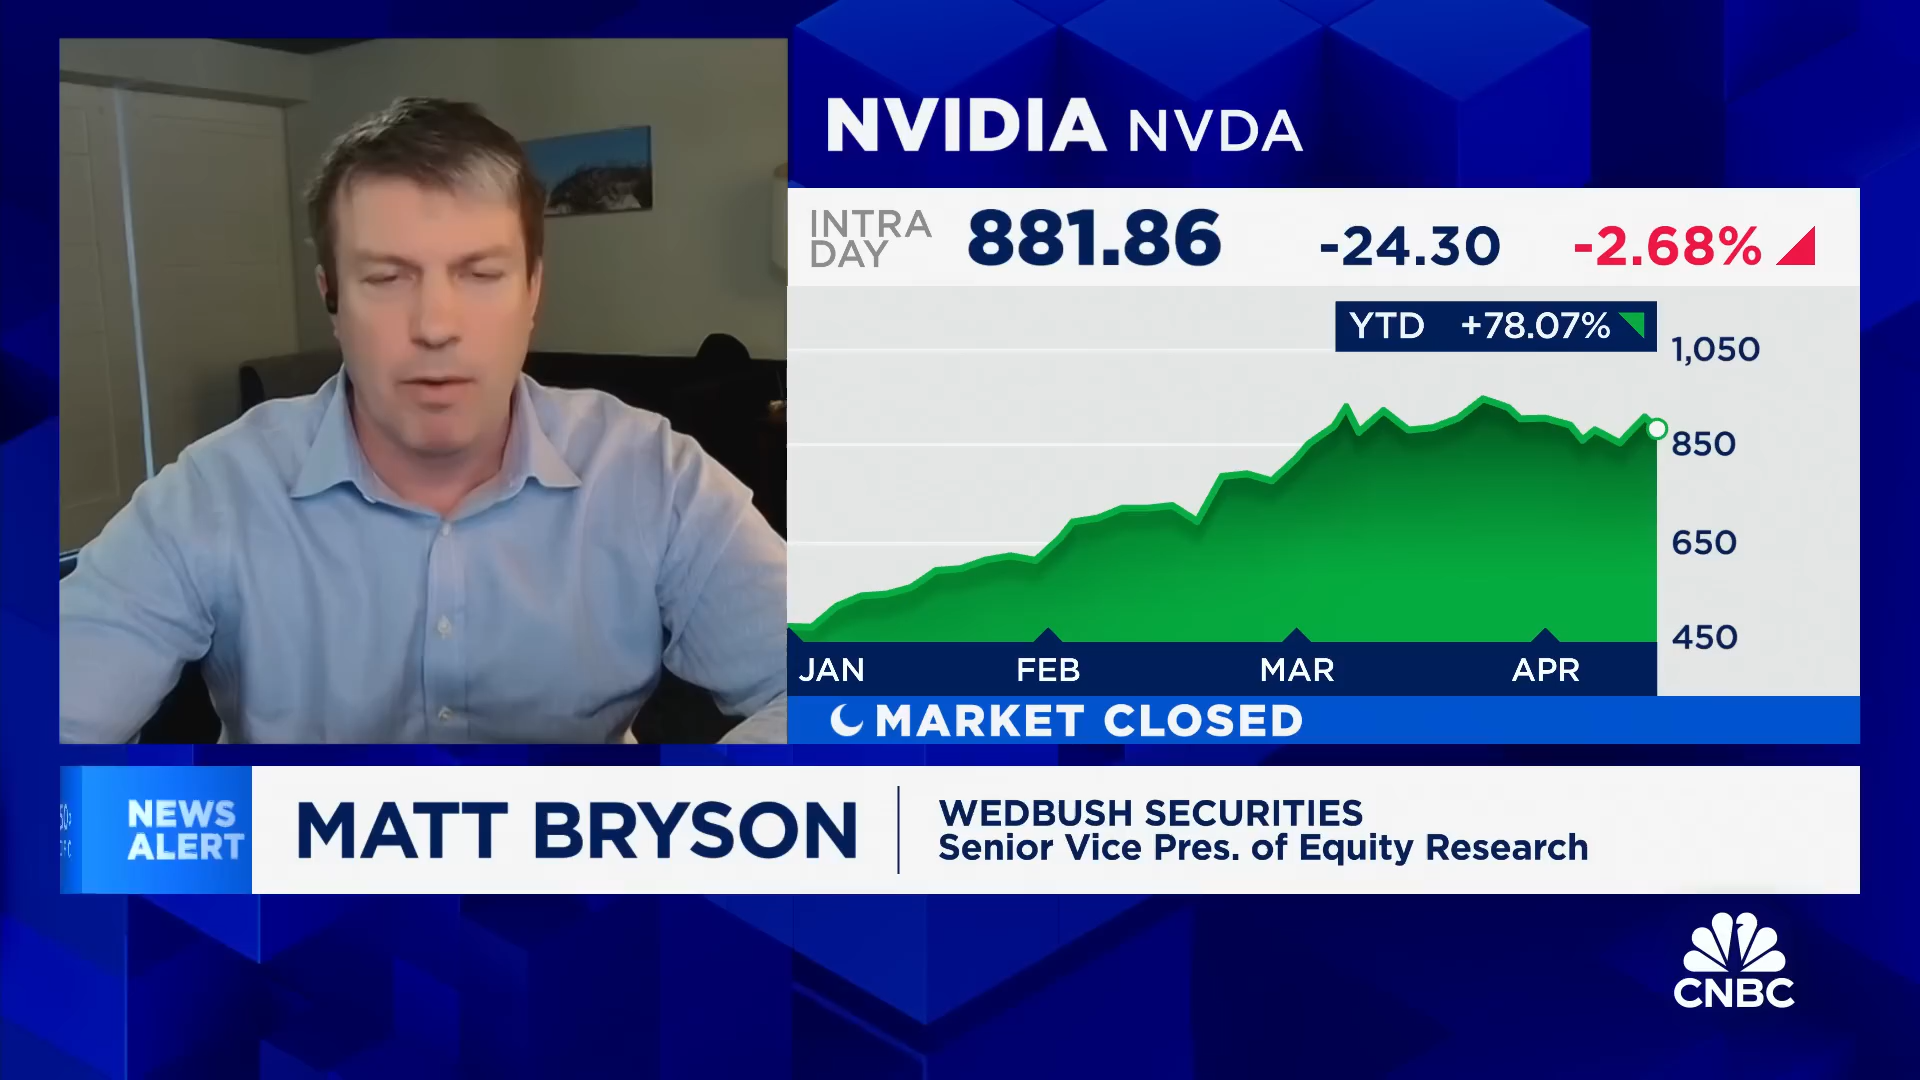 NVIDIA NVDA
INTRA
DAY
881.86 -24.30 -2.68%
YTD +78.07%
1,050
850
650
450
JAN FEB MAR APR
MARKET CLOSED
NEWS
ALERT
MATT BRYSON
WEDBUSH SECURITIES
Senior Vice Pres. of Equity Research
CNBC